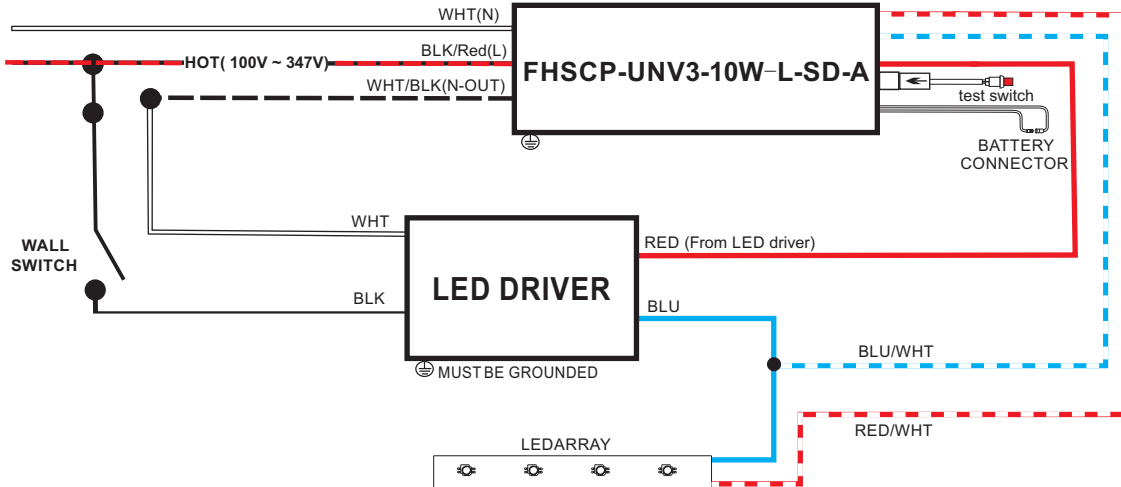 WHT(N)
BLK/Red(L)
HOT( 100V ~ 347V)
WHT/BLK(N-OUT)
FHSCP-UNV3-10W-L-SD-A
test switch
BATTERY
CONNECTOR
WHT
WALL
SWITCH
RED (From LED driver)
LED DRIVER
BLK
BLU
BLU/WHT
MUST BE GROUNDED
RED/WHT
LEDARRAY